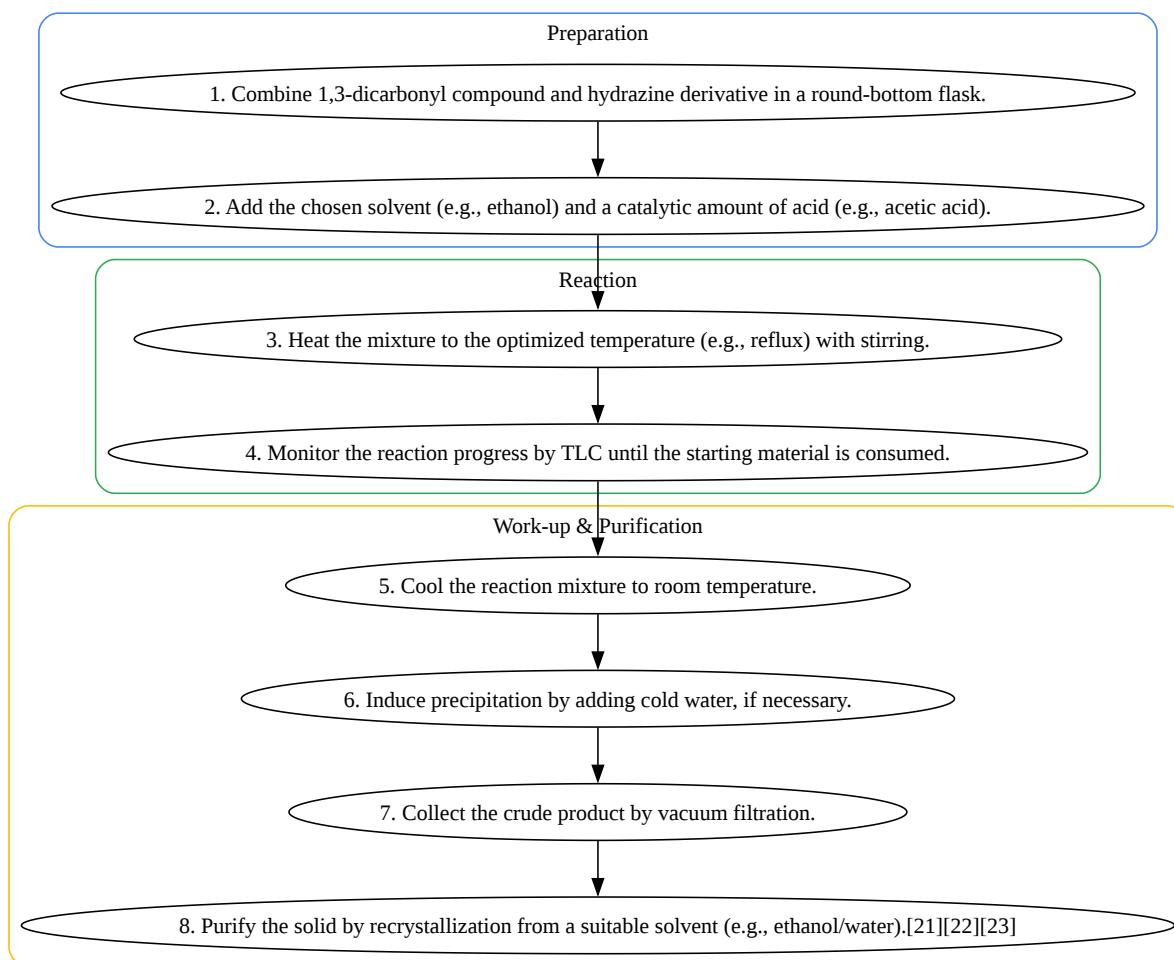 Preparation
1. Combine 1,3-dicarbonyl compound and hydrazine derivative in a round-bottom flask.
2. Add the chosen solvent (e.g., ethanol) and a catalytic amount of acid (e.g., acetic acid).
Reaction
3. Heat the mixture to the optimized temperature (e.g., reflux) with stirring.
4. Monitor the reaction progress by TLC until the starting material is consumed.
Work-up & Purification
5. Cool the reaction mixture to room temperature.
6. Induce precipitation by adding cold water, if necessary.
7. Collect the crude product by vacuum filtration.
8. Purify the solid by recrystallization from a suitable solvent (e.g., ethanol/water).[21][22][23]